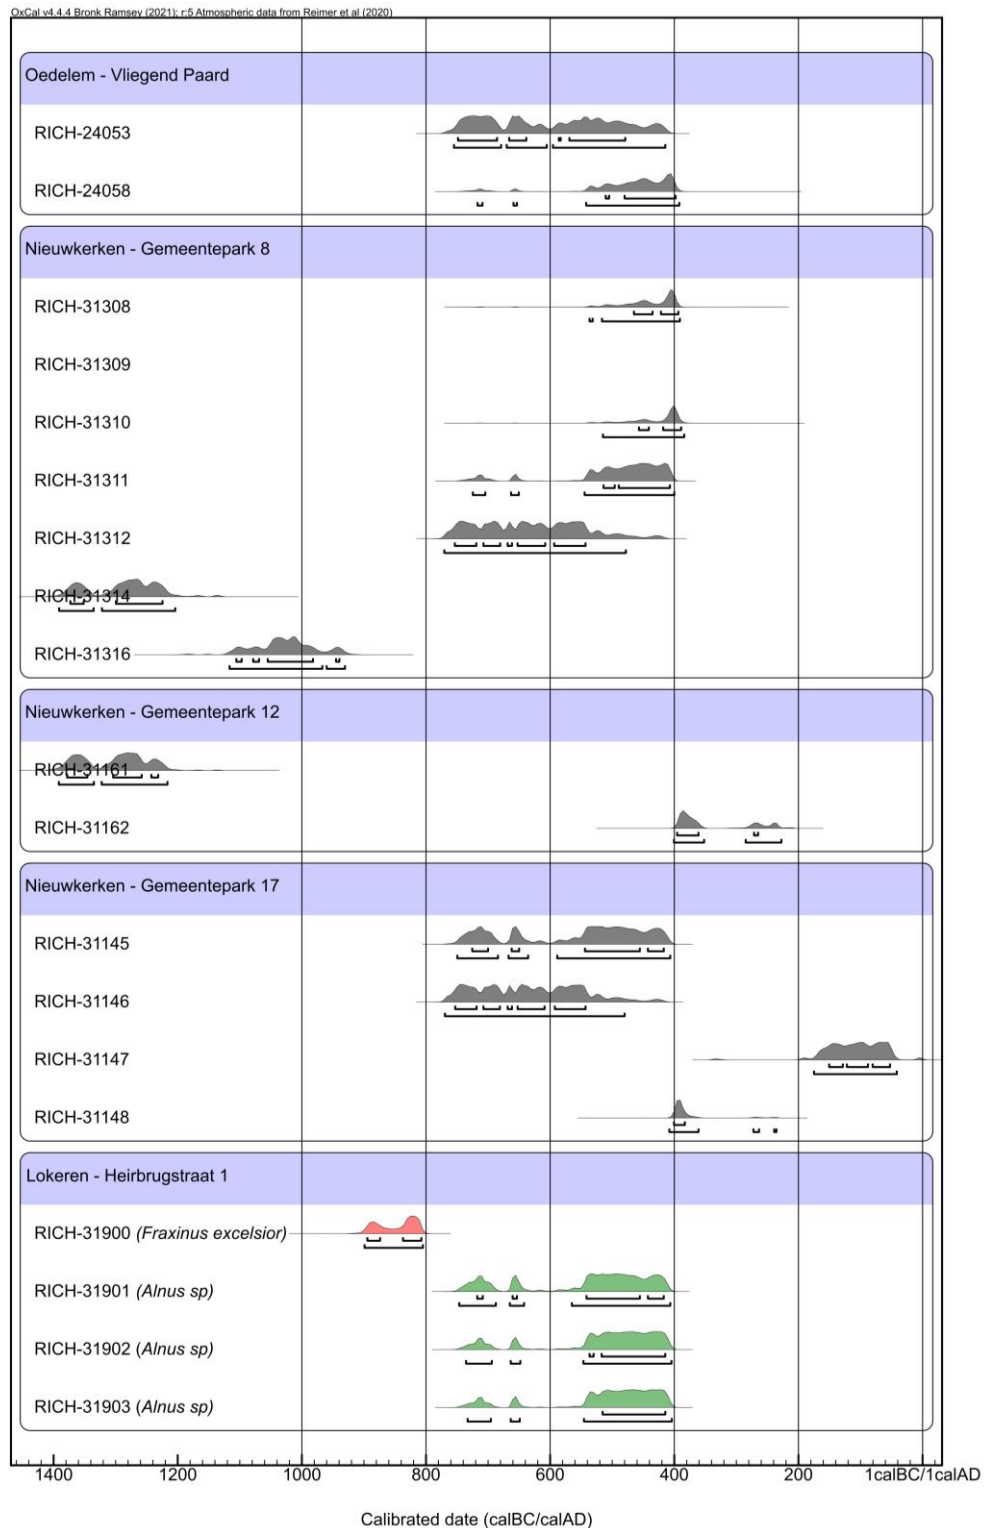 OxCal v4.4.4 Bronk Ramsey (2021); r:5 Atmospheric data from Reimer et al (2020)
Oedelem - Vliegend Paard
RICH-24053
RICH-24058
Nieuwkerken - Gemeentepark 8
RICH-31308
RICH-31309
RICH-31310
RICH-31311
RICH-31312
RICH-31314
RICH-31316
Nieuwkerken - Gemeentepark 12
RICH-31161
RICH-31162
Nieuwkerken - Gemeentepark 17
RICH-31145
RICH-31146
RICH-31147
RICH-31148
Lokeren - Heirbrugstraat 1
RICH-31900 (Fraxinus excelsior)
RICH-31901 (Alnus sp)
RICH-31902 (Alnus sp)
RICH-31903 (Alnus sp)
1400 1200 1000 800 600 400 200 1calBC/1calAD
Calibrated date (calBC/calAD)